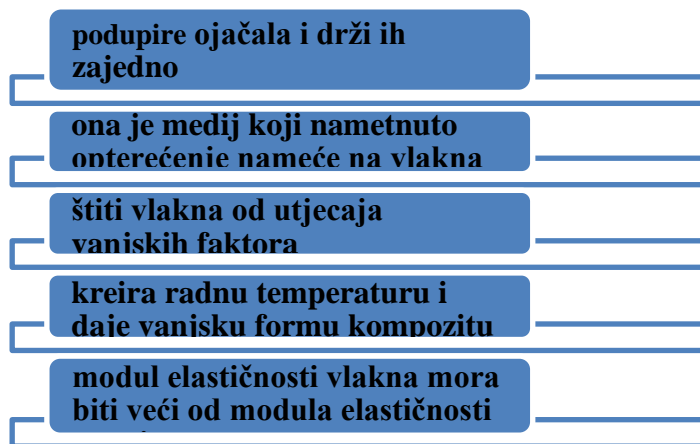 podupire ojačala i drži ih
zajedno
ona je medij koji nametnuto
opterećenje nameće na vlakna
štiti vlakna od utjecaja
vanjskih faktora
kreira radnu temperaturu i
daje vanjsku formu kompozitu
modul elastičnosti vlakna mora
biti veći od modula elastičnosti